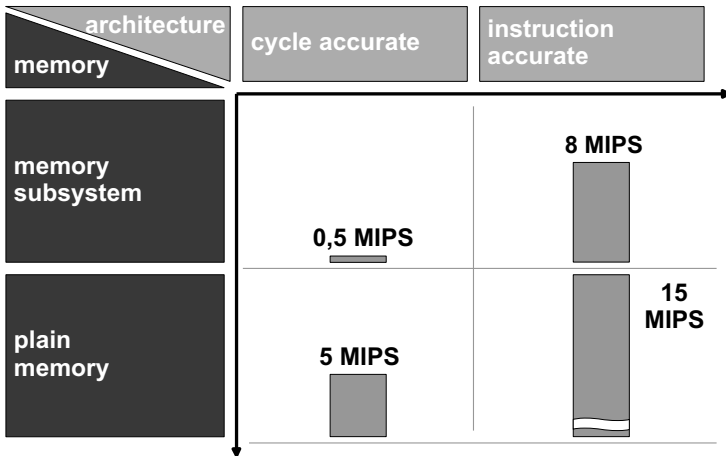 architecture
memory
cycle accurate
instruction
accurate
memory
subsystem
0,5 MIPS
8 MIPS
plain
memory
5 MIPS
15
MIPS